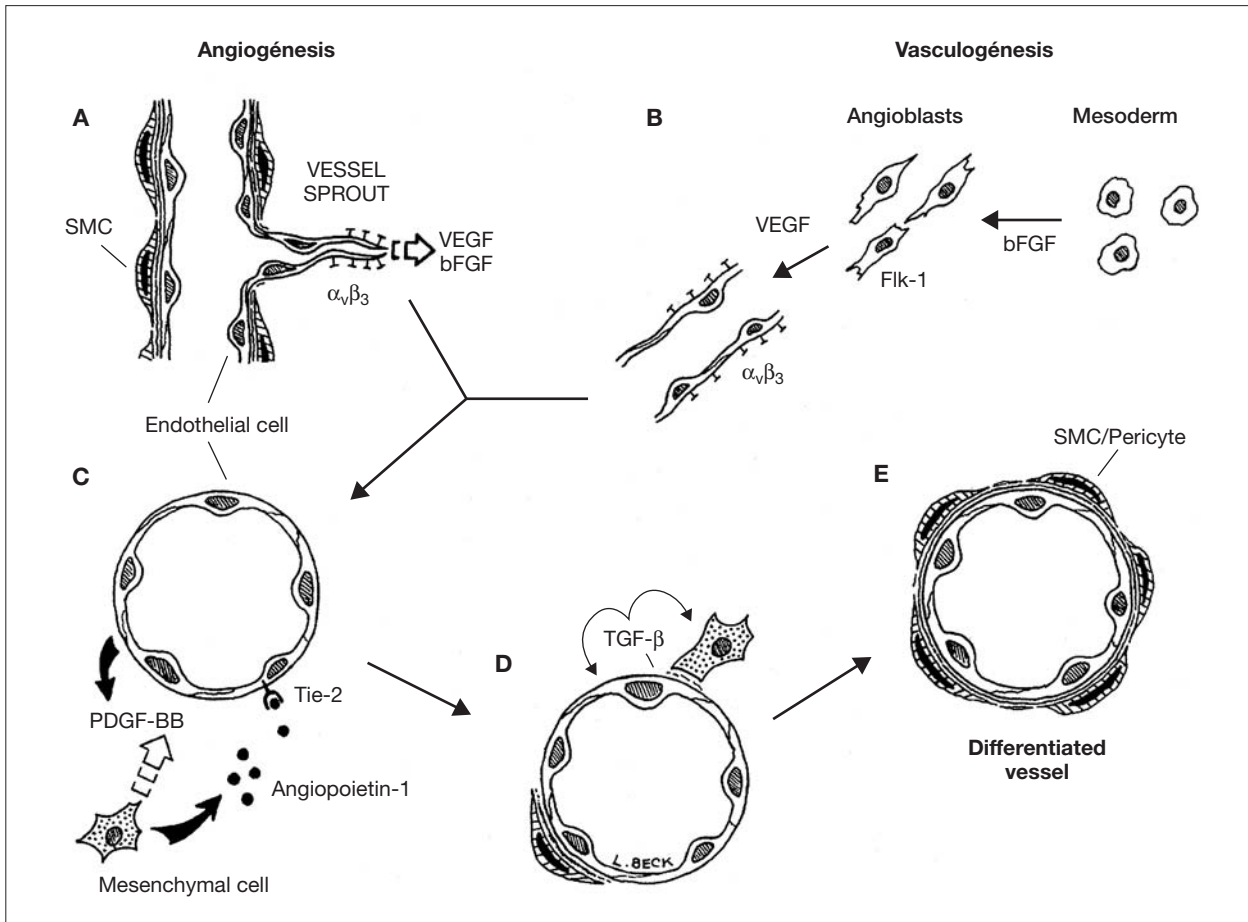 Angiogénesis
Vasculogénesis
A
SMC
VESSEL
SPROUT
VEGF
bFGF
αvβ3
Endothelial cell
B
Angioblasts
Mesoderm
VEGF
bFGF
Flk-1
αvβ3
C
Tie-2
PDGF-BB
Angiopoietin-1
Mesenchymal cell
D
TGF-β
L. BECK
E
SMC/Pericyte
Differentiated
vessel